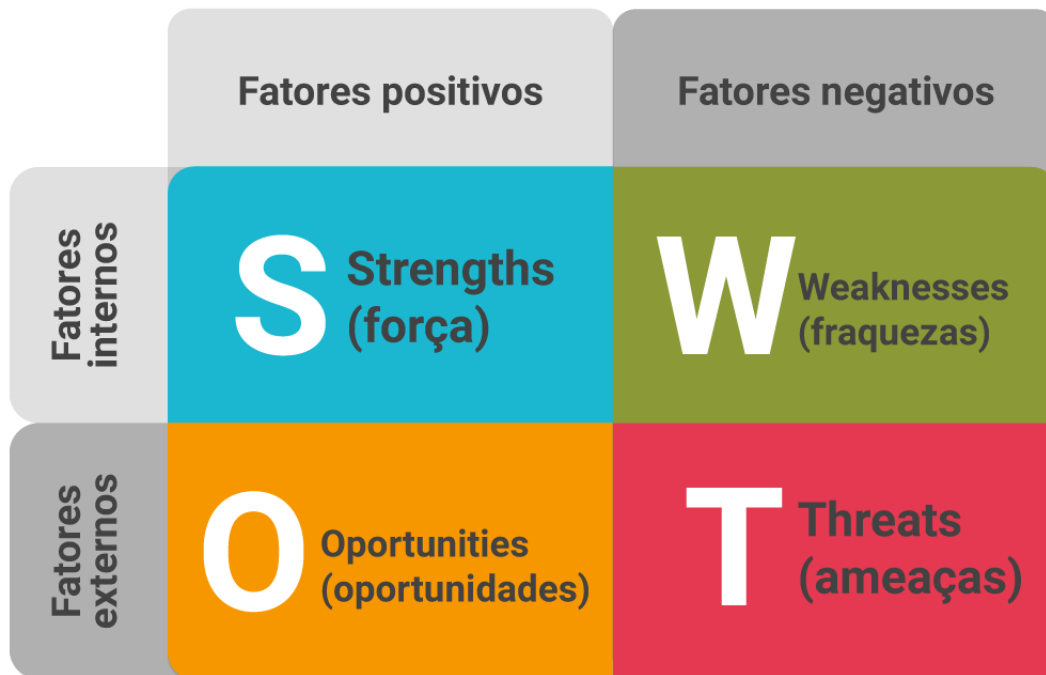 Fatores positivos
Fatores negativos
Fatores
internos
S
Strengths
(força)
W
Weaknesses
(fraquezas)
Fatores
externos
O
Oportunities
(oportunidades)
T
Threats
(ameaças)